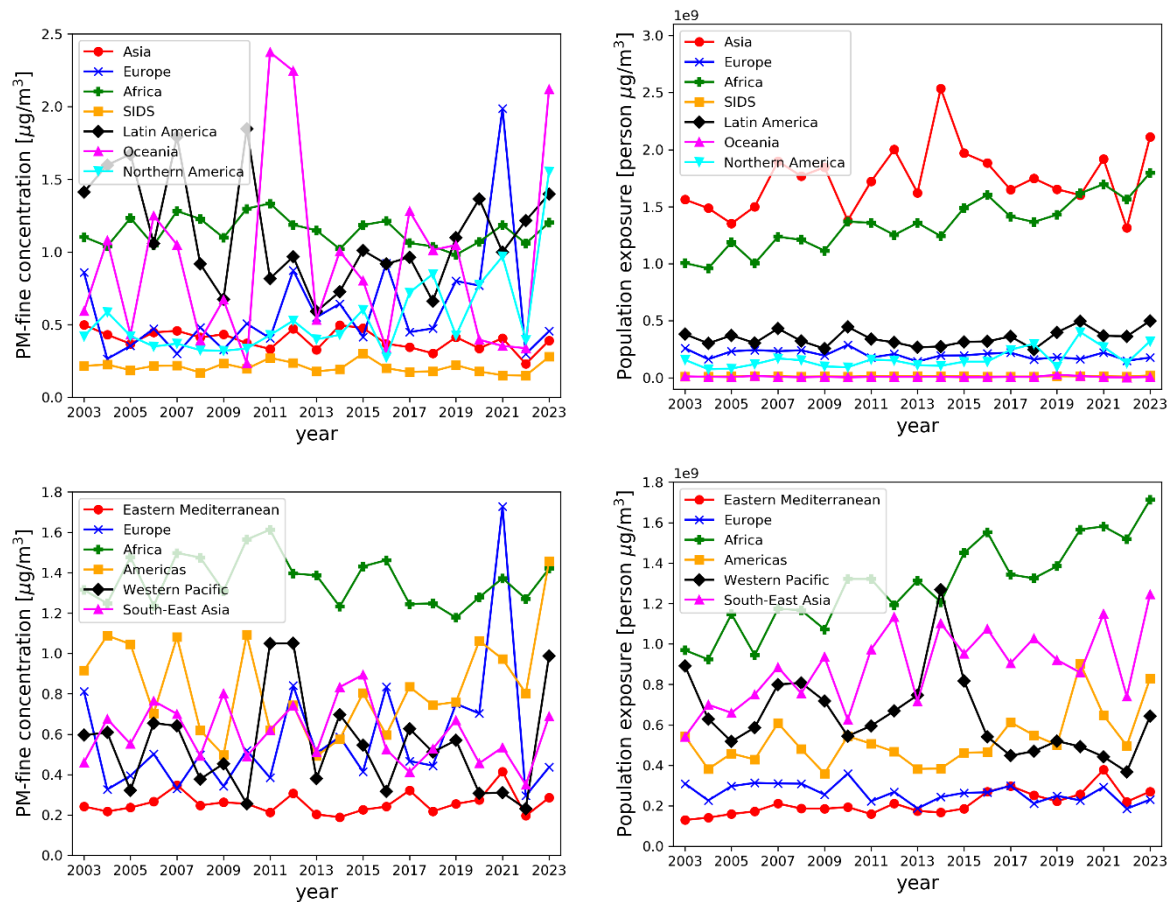 2.5
2.0
1.5
1.0
0.5
0.0
PM-fine concentration [μg/m³]
Asia
Europe
Africa
SIDS
Latin America
Oceania
Northern America
2003 2005 2007 2009 2011 2013 2015 2017 2019 2021 2023
year
1e9
3.0
2.5
2.0
1.5
1.0
0.5
0.0
Population exposure [person μg/m³]
Asia
Europe
Africa
SIDS
Latin America
Oceania
Northern America
2003 2005 2007 2009 2011 2013 2015 2017 2019 2021 2023
year
1.8
1.6
1.4
1.2
1.0
0.8
0.6
0.4
0.2
0.0
PM-fine concentration [μg/m³]
Eastern Mediterranean
Europe
Africa
Americas
Western Pacific
South-East Asia
2003 2005 2007 2009 2011 2013 2015 2017 2019 2021 2023
year
1e9
1.8
1.6
1.4
1.2
1.0
0.8
0.6
0.4
0.2
0.0
Population exposure [person μg/m³]
Eastern Mediterranean
Europe
Africa
Americas
Western Pacific
South-East Asia
2003 2005 2007 2009 2011 2013 2015 2017 2019 2021 2023
year